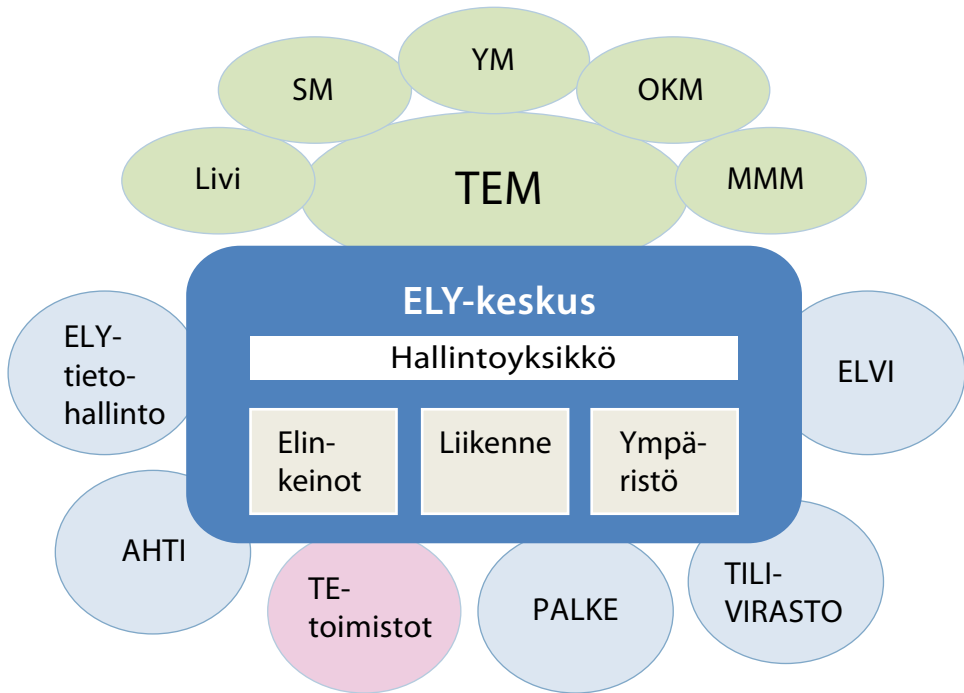 YM
SM
OKM
Livi
TEM
MMM
ELY-keskus
Hallintoyksikkö
ELY-
tieto-
hallinto
ELVI
Elin-
keinot
Liikenne
Ympä-
ristö
AHTI
TE-
toimistot
PALKE
TILI-
VIRASTO